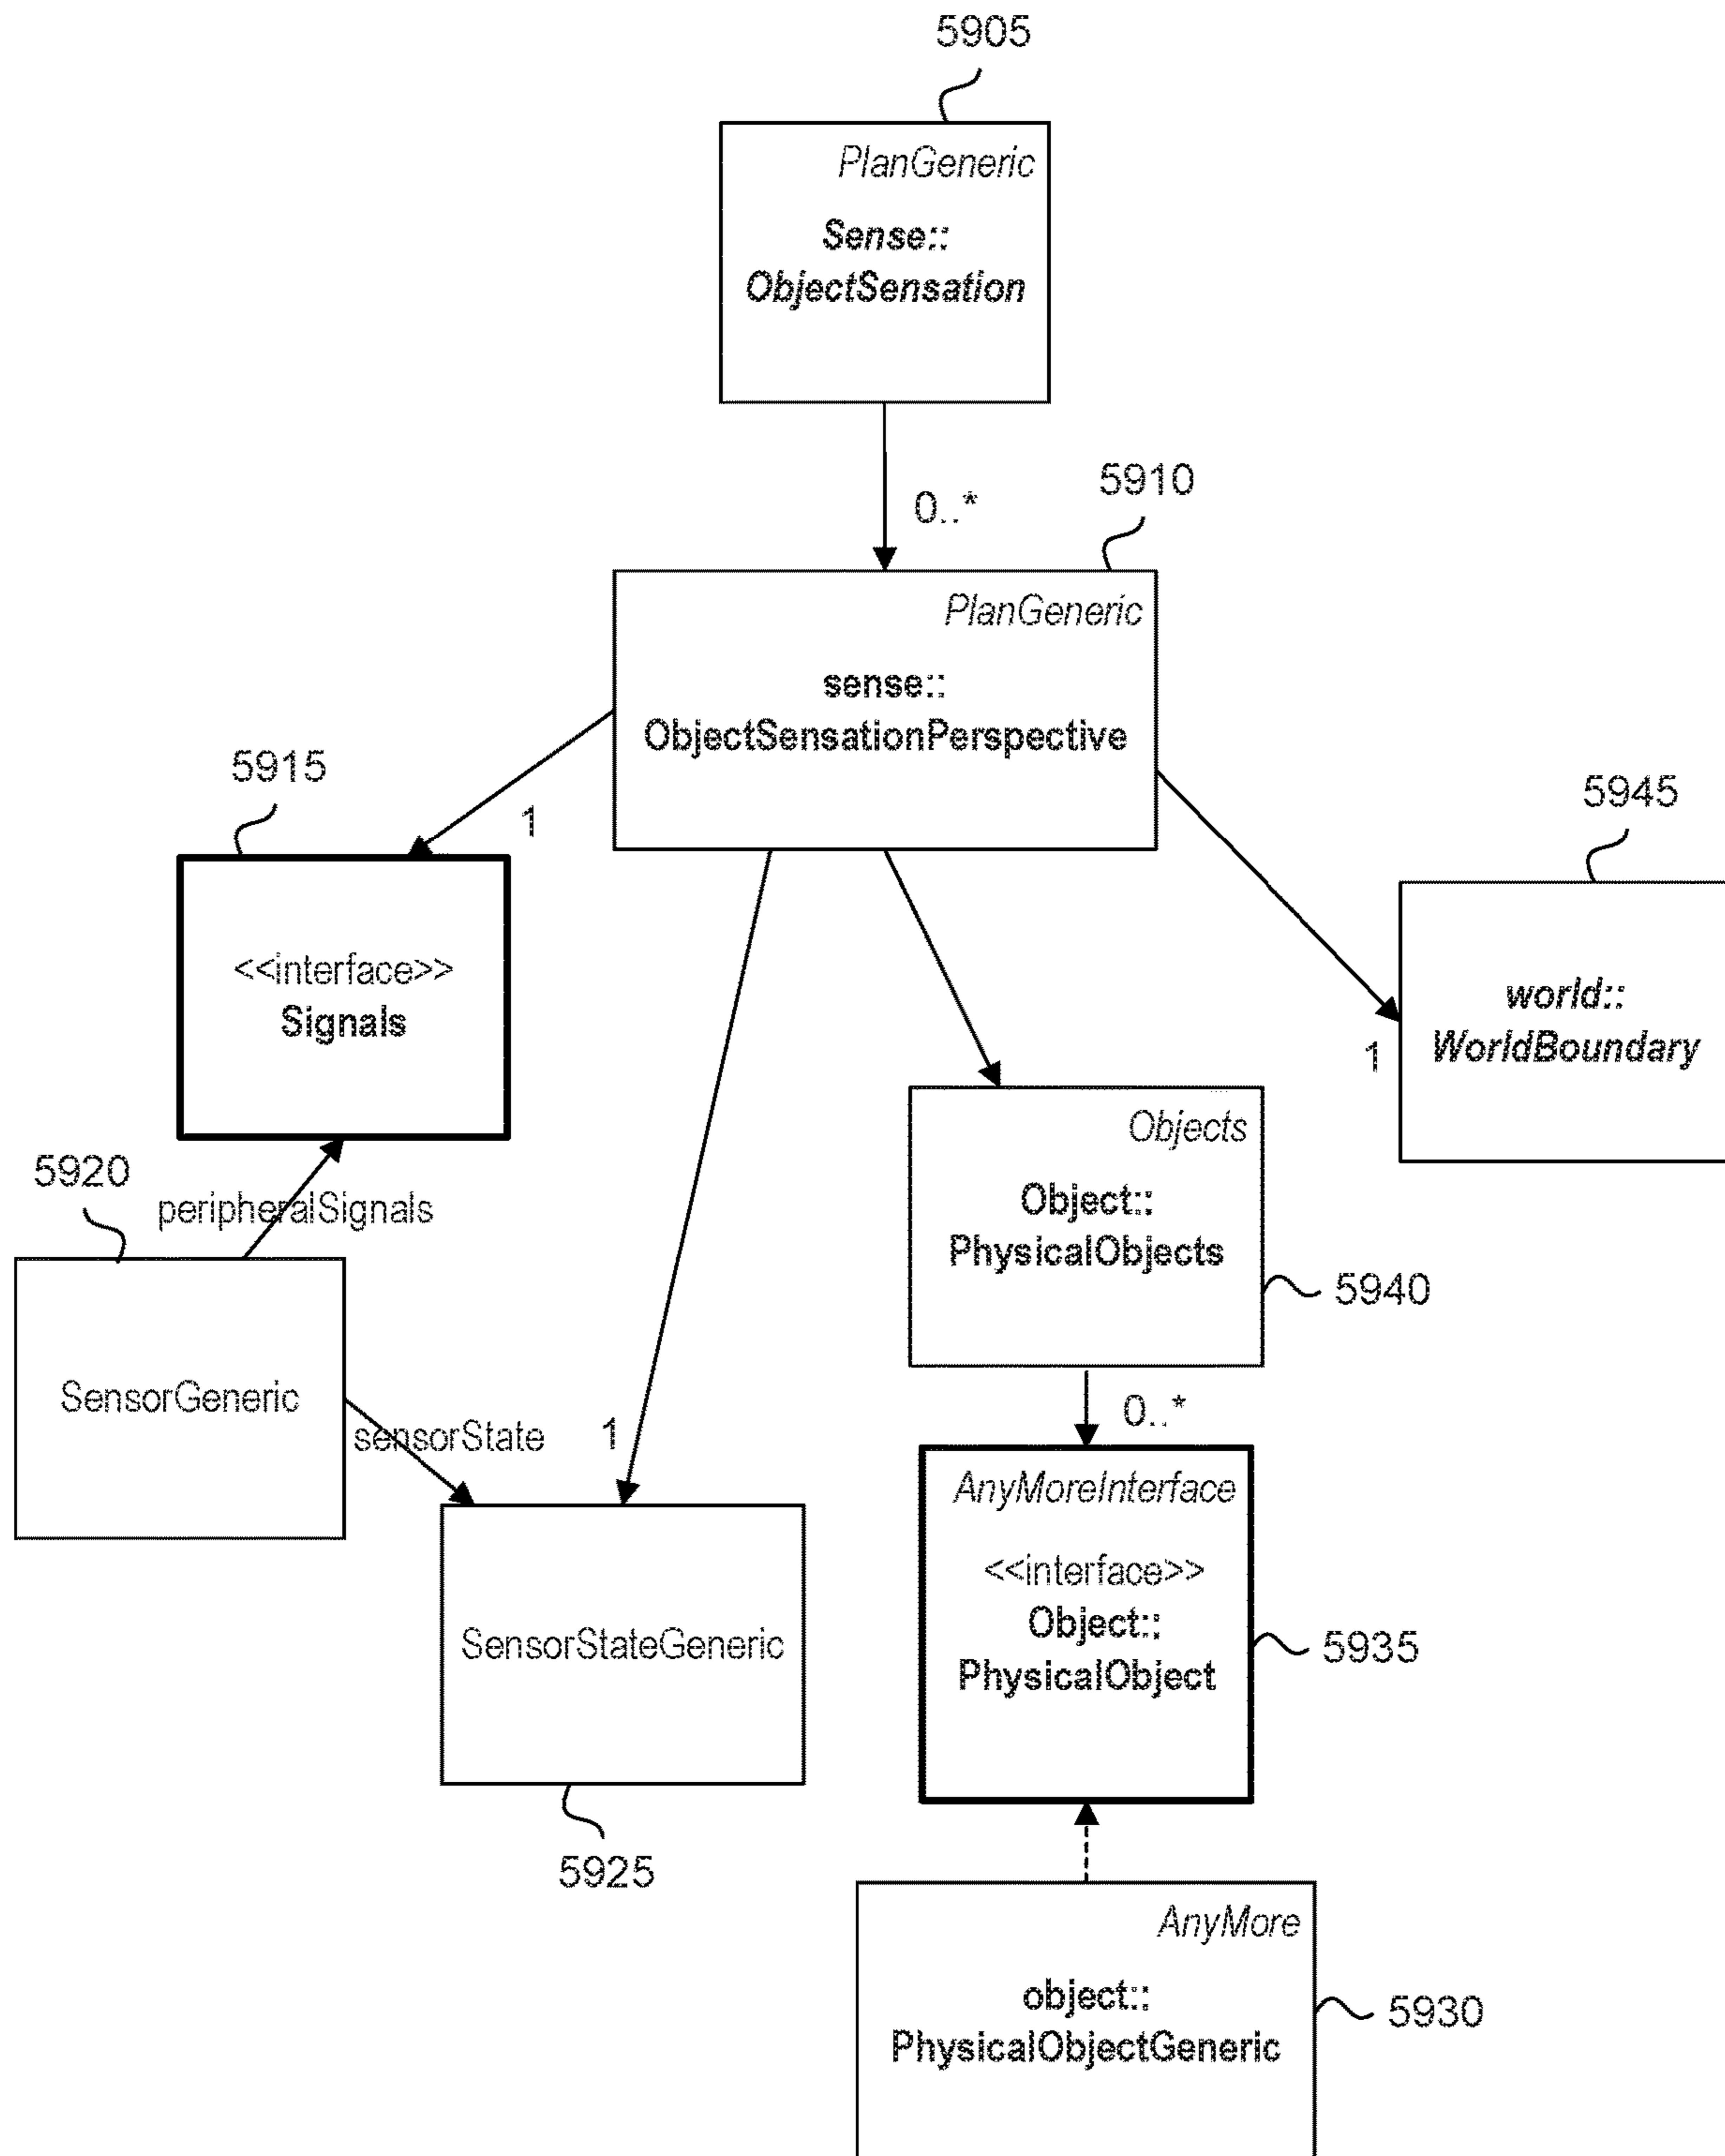 5905
PlanGeneric
Sense::
ObjectSensation
0..*
5910
PlanGeneric
sense::
ObjectSensationPerspective
5915
1
<<interface>>
Signals
5945
world::
WorldBoundary
1
5920
peripheralSignals
SensorGeneric
sensorState
1
SensorStateGeneric
5925
Objects
Object::
PhysicalObjects
5940
0..*
AnyMoreInterface
<<interface>>
Object::
PhysicalObject
5935
AnyMore
object::
PhysicalObjectGeneric
5930